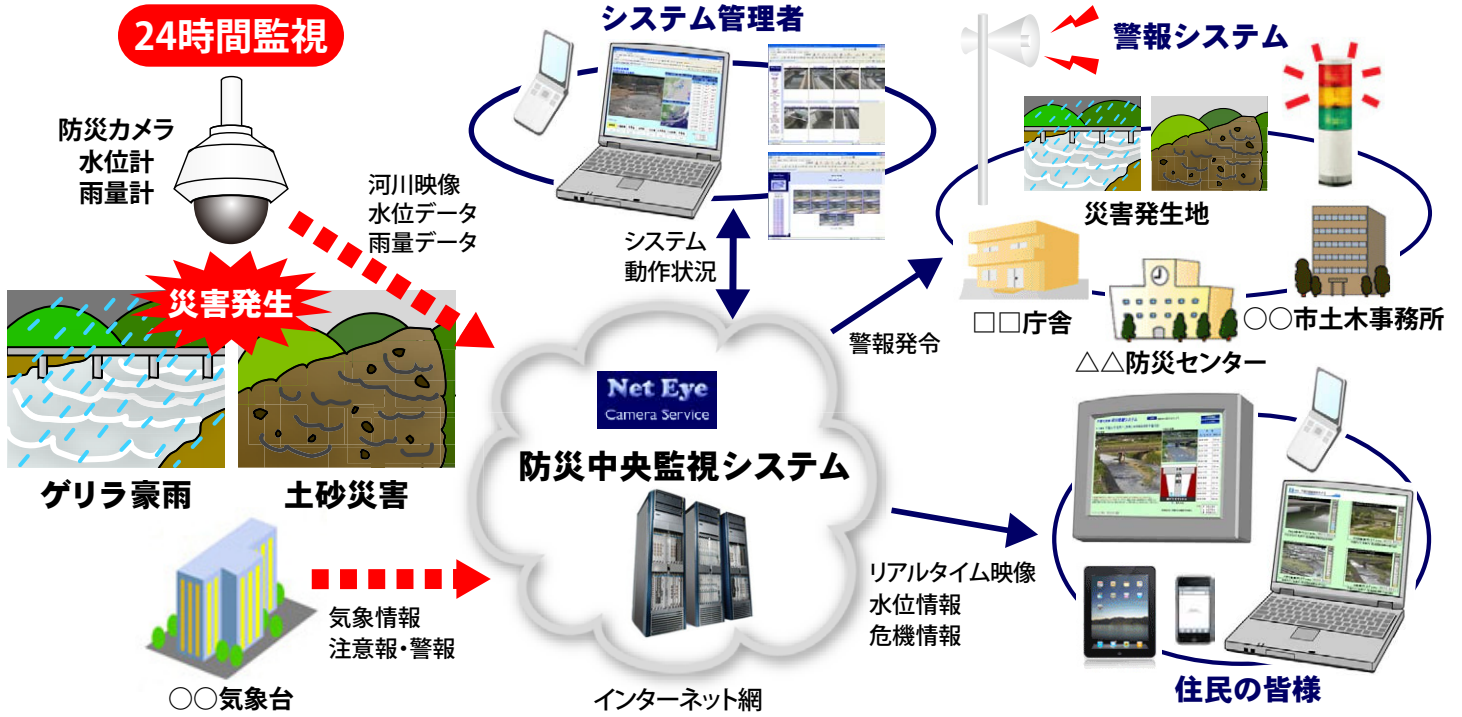 24時間監視
防災カメラ
水位計
雨量計
河川映像
水位データ
雨量データ
災害発生
ゲリラ豪雨
土砂災害
気象情報
注意報・警報
○○気象台
システム管理者
システム
動作状況
Net Eye
Camera Service
防災中央監視システム
インターネット網
警報システム
災害発生地
□□庁舎
△△防災センター
○○市土木事務所
警報発令
リアルタイム映像
水位情報
危機情報
住民の皆様